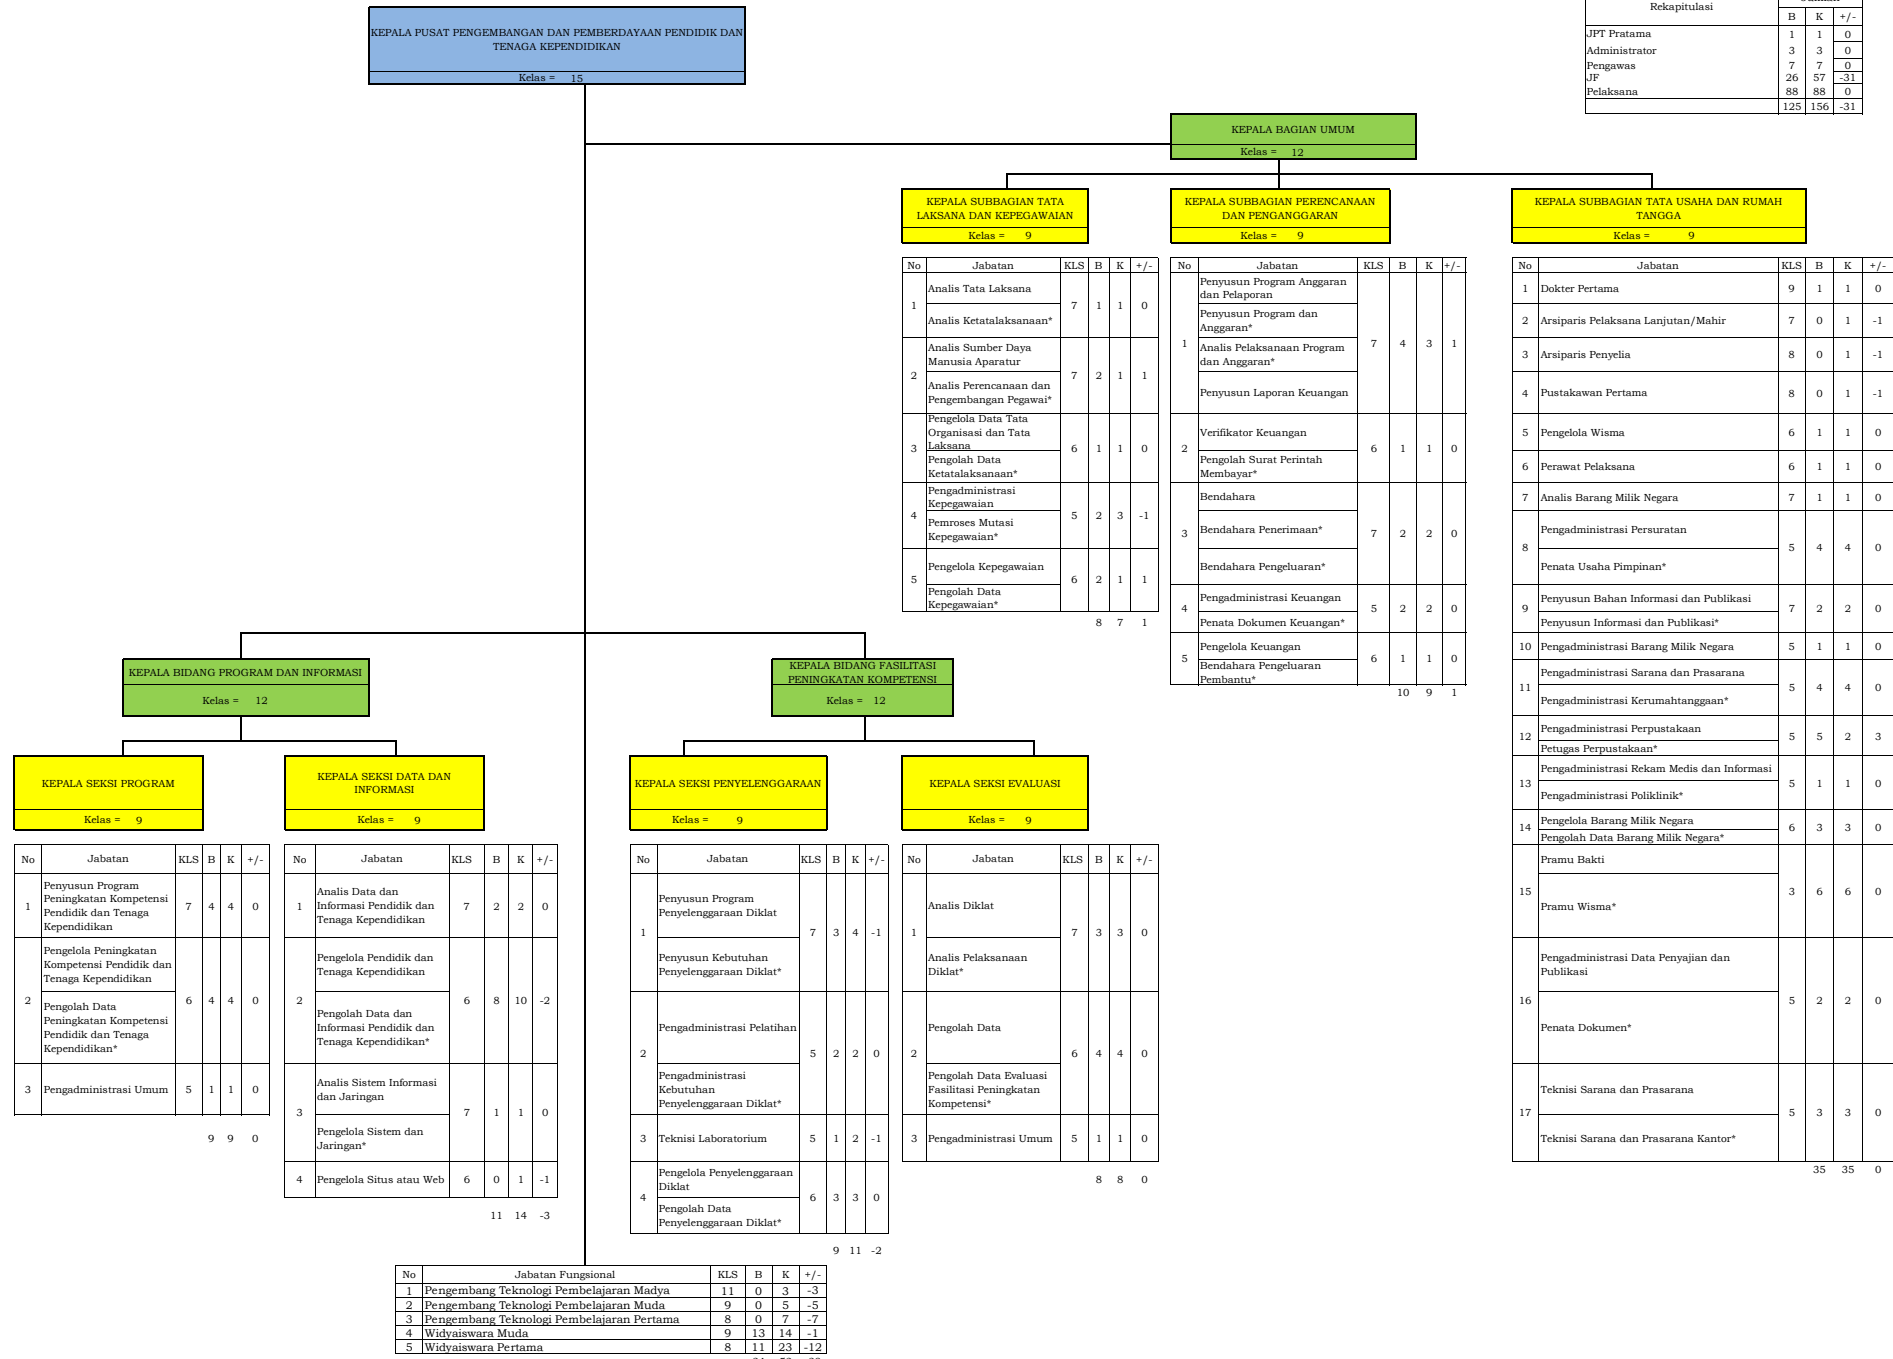 KEPALA PUSAT PENGEMBANGAN DAN PEMBERDAYAAN PENDIDIK DAN
TENAGA KEPENDIDIKAN
Kelas = 15
Rekapitulasi
B K +/-
JPT Pratama 1 1 0
Administrator 3 3 0
Pengawas 7 7 0
JF 26 57 -31
Pelaksana 88 88 0
125 156 -31
KEPALA BAGIAN UMUM
Kelas = 12
KEPALA SUBBAGIAN TATA
LAKSANA DAN KEPEGAWAIAN
Kelas = 9
No Jabatan KLS B K +/-
1 Analis Tata Laksana 7 1 1 0
Analis Ketatalaksanaan*
2 Analis Sumber Daya
Manusia Aparatur 7 2 1 1
Analis Perencanaan dan
Pengembangan Pegawai*
3 Pengelola Data Tata
Organisasi dan Tata
Laksana 6 1 1 0
Pengolah Data
Ketatalaksanaan*
4 Pengadministrasi
Kepegawaian 5 2 3 -1
Pemroses Mutasi
Kepegawaian*
5 Pengelola Kepegawaian 6 2 1 1
Pengolah Data
Kepegawaian*
8 7 1
KEPALA SUBBAGIAN PERENCANAAN
DAN PENGANGGARAN
Kelas = 9
No Jabatan KLS B K +/-
1 Penyusun Program Anggaran
dan Pelaporan 7 4 3 1
Penyusun Program dan
Anggaran*
Analis Pelaksanaan Program
dan Anggaran*
Penyusun Laporan Keuangan
2 Verifikator Keuangan 6 1 1 0
Pengolah Surat Perintah
Membayar*
3 Bendahara 7 2 2 0
Bendahara Penerimaan*
Bendahara Pengeluaran*
4 Pengadministrasi Keuangan 5 2 2 0
Penata Dokumen Keuangan*
5 Pengelola Keuangan 6 1 1 0
Bendahara Pengeluaran
Pembantu*
10 9 1
KEPALA SUBBAGIAN TATA USAHA DAN RUMAH
TANGGA
Kelas = 9
No Jabatan KLS B K +/-
1 Dokter Pertama 9 1 1 0
2 Arsiparis Pelaksana Lanjutan/Mahir 7 0 1 -1
3 Arsiparis Penyelia 8 0 1 -1
4 Pustakawan Pertama 8 0 1 -1
5 Pengelola Wisma 6 1 1 0
6 Perawat Pelaksana 6 1 1 0
7 Analis Barang Milik Negara 7 1 1 0
8 Pengadministrasi Persuratan 5 4 4 0
Penata Usaha Pimpinan*
9 Penyusun Bahan Informasi dan Publikasi 7 2 2 0
Penyusun Informasi dan Publikasi*
10 Pengadministrasi Barang Milik Negara 5 1 1 0
11 Pengadministrasi Sarana dan Prasarana 5 4 4 0
Pengadministrasi Kerumahtanggaan*
12 Pengadministrasi Perpustakaan 5 5 2 3
Petugas Perpustakaan*
13 Pengadministrasi Rekam Medis dan Informasi 5 1 1 0
Pengadministrasi Poliklinik*
14 Pengelola Barang Milik Negara 6 3 3 0
Pengolah Data Barang Milik Negara*
15 Pramu Bakti 3 6 6 0
Pramu Wisma*
16 Pengadministrasi Data Penyajian dan
Publikasi 5 2 2 0
Penata Dokumen*
17 Teknisi Sarana dan Prasarana 5 3 3 0
Teknisi Sarana dan Prasarana Kantor*
35 35 0
KEPALA BIDANG PROGRAM DAN INFORMASI
Kelas = 12
KEPALA BIDANG FASILITASI
PENINGKATAN KOMPETENSI
Kelas = 12
KEPALA SEKSI PROGRAM
Kelas = 9
No Jabatan KLS B K +/-
1 Penyusun Program
Peningkatan Kompetensi
Pendidik dan Tenaga
Kependidikan 7 4 4 0
2 Pengelola Peningkatan
Kompetensi Pendidik dan
Tenaga Kependidikan 6 4 4 0
Pengolah Data
Peningkatan Kompetensi
Pendidik dan Tenaga
Kependidikan*
3 Pengadministrasi Umum 5 1 1 0
9 9 0
KEPALA SEKSI DATA DAN
INFORMASI
Kelas = 9
No Jabatan KLS B K +/-
1 Analis Data dan
Informasi Pendidik dan
Tenaga Kependidikan 7 2 2 0
2 Pengelola Pendidik dan
Tenaga Kependidikan 6 8 10 -2
Pengolah Data dan
Informasi Pendidik dan
Tenaga Kependidikan*
3 Analis Sistem Informasi
dan Jaringan 7 1 1 0
Pengelola Sistem dan
Jaringan*
4 Pengelola Situs atau Web 6 0 1 -1
11 14 -3
KEPALA SEKSI PENYELENGGARAAN
Kelas = 9
No Jabatan KLS B K +/-
1 Penyusun Program
Penyelenggaraan Diklat 7 3 4 -1
Penyusun Kebutuhan
Penyelenggaraan Diklat*
2 Pengadministrasi Pelatihan 5 2 2 0
Pengadministrasi
Kebutuhan
Penyelenggaraan Diklat*
3 Teknisi Laboratorium 5 1 2 -1
4 Pengelola Penyelenggaraan
Diklat 6 3 3 0
Pengolah Data
Penyelenggaraan Diklat*
9 11 -2
KEPALA SEKSI EVALUASI
Kelas = 9
No Jabatan KLS B K +/-
1 Analis Diklat 7 3 3 0
Analis Pelaksanaan
Diklat*
2 Pengolah Data 6 4 4 0
Pengolah Data Evaluasi
Fasilitasi Peningkatan
Kompetensi*
3 Pengadministrasi Umum 5 1 1 0
8 8 0
No Jabatan Fungsional KLS B K +/-
1 Pengembang Teknologi Pembelajaran Madya 11 0 3 -3
2 Pengembang Teknologi Pembelajaran Muda 9 0 5 -5
3 Pengembang Teknologi Pembelajaran Pertama 8 0 7 -7
4 Widyaiswara Muda 9 13 14 -1
5 Widyaiswara Pertama 8 11 23 -12